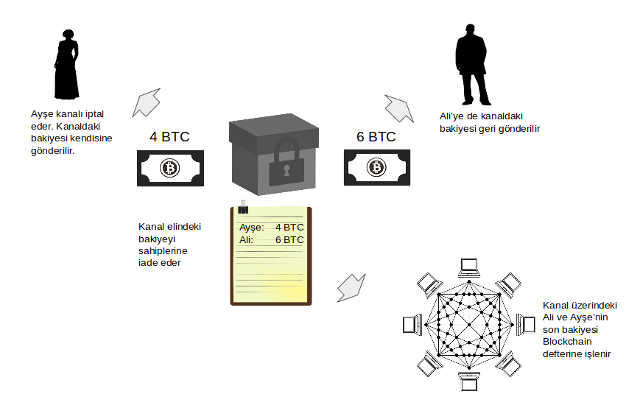 Ayşe kanalı iptal
eder. Kanaldaki
bakiyesi kendisine
gönderilir.
Ali'ye de kanaldaki
bakiyesi geri gönderilir
4 BTC
6 BTC
Kanal elindeki
bakiyeyi
sahiplerine
iade eder
Ayşe: 4 BTC
Ali: 6 BTC
Kanal üzerindeki
Ali ve Ayşe'nin
son bakiyesi
Blockchain
defterine işlenir